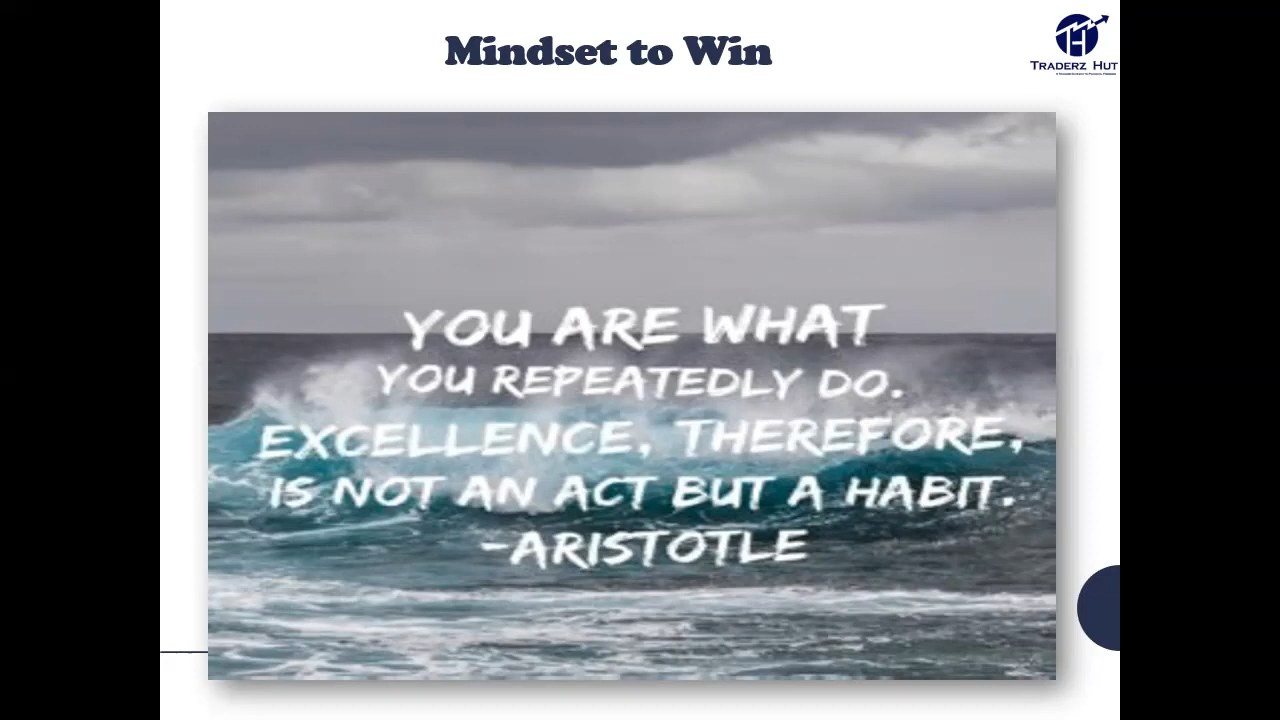 Mindset to Win
TRADERZ HUT
YOU ARE WHAT
YOU REPEATEDLY DO.
EXCELLENCE, THEREFORE,
IS NOT AN ACT BUT A HABIT.
-ARISTOTLE